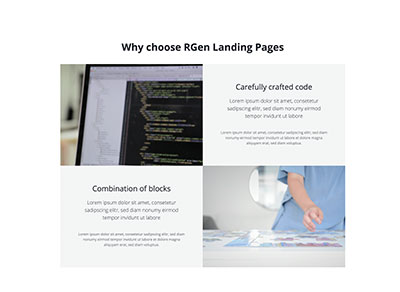 Why choose RGen Landing Pages
Carefully crafted code
Lorem ipsum dolor sit amet, consetetur
sadipscing elitr, sed diam nonumy eirmod
tempor invidunt ut labore
Lorem ipsum dolor sit amet, consetetur sadipscing elitr, sed diam
nonumy eirmod tempor invidunt ut labore et dolore magna
aliquyam erat, sed diam voluptua.
Combination of blocks
Lorem ipsum dolor sit amet, consetetur
sadipscing elitr, sed diam nonumy eirmod
tempor invidunt ut labore
Lorem ipsum dolor sit amet, consetetur sadipscing elitr, sed diam
nonumy eirmod tempor invidunt ut labore et dolore magna
aliquyam erat, sed diam voluptua.